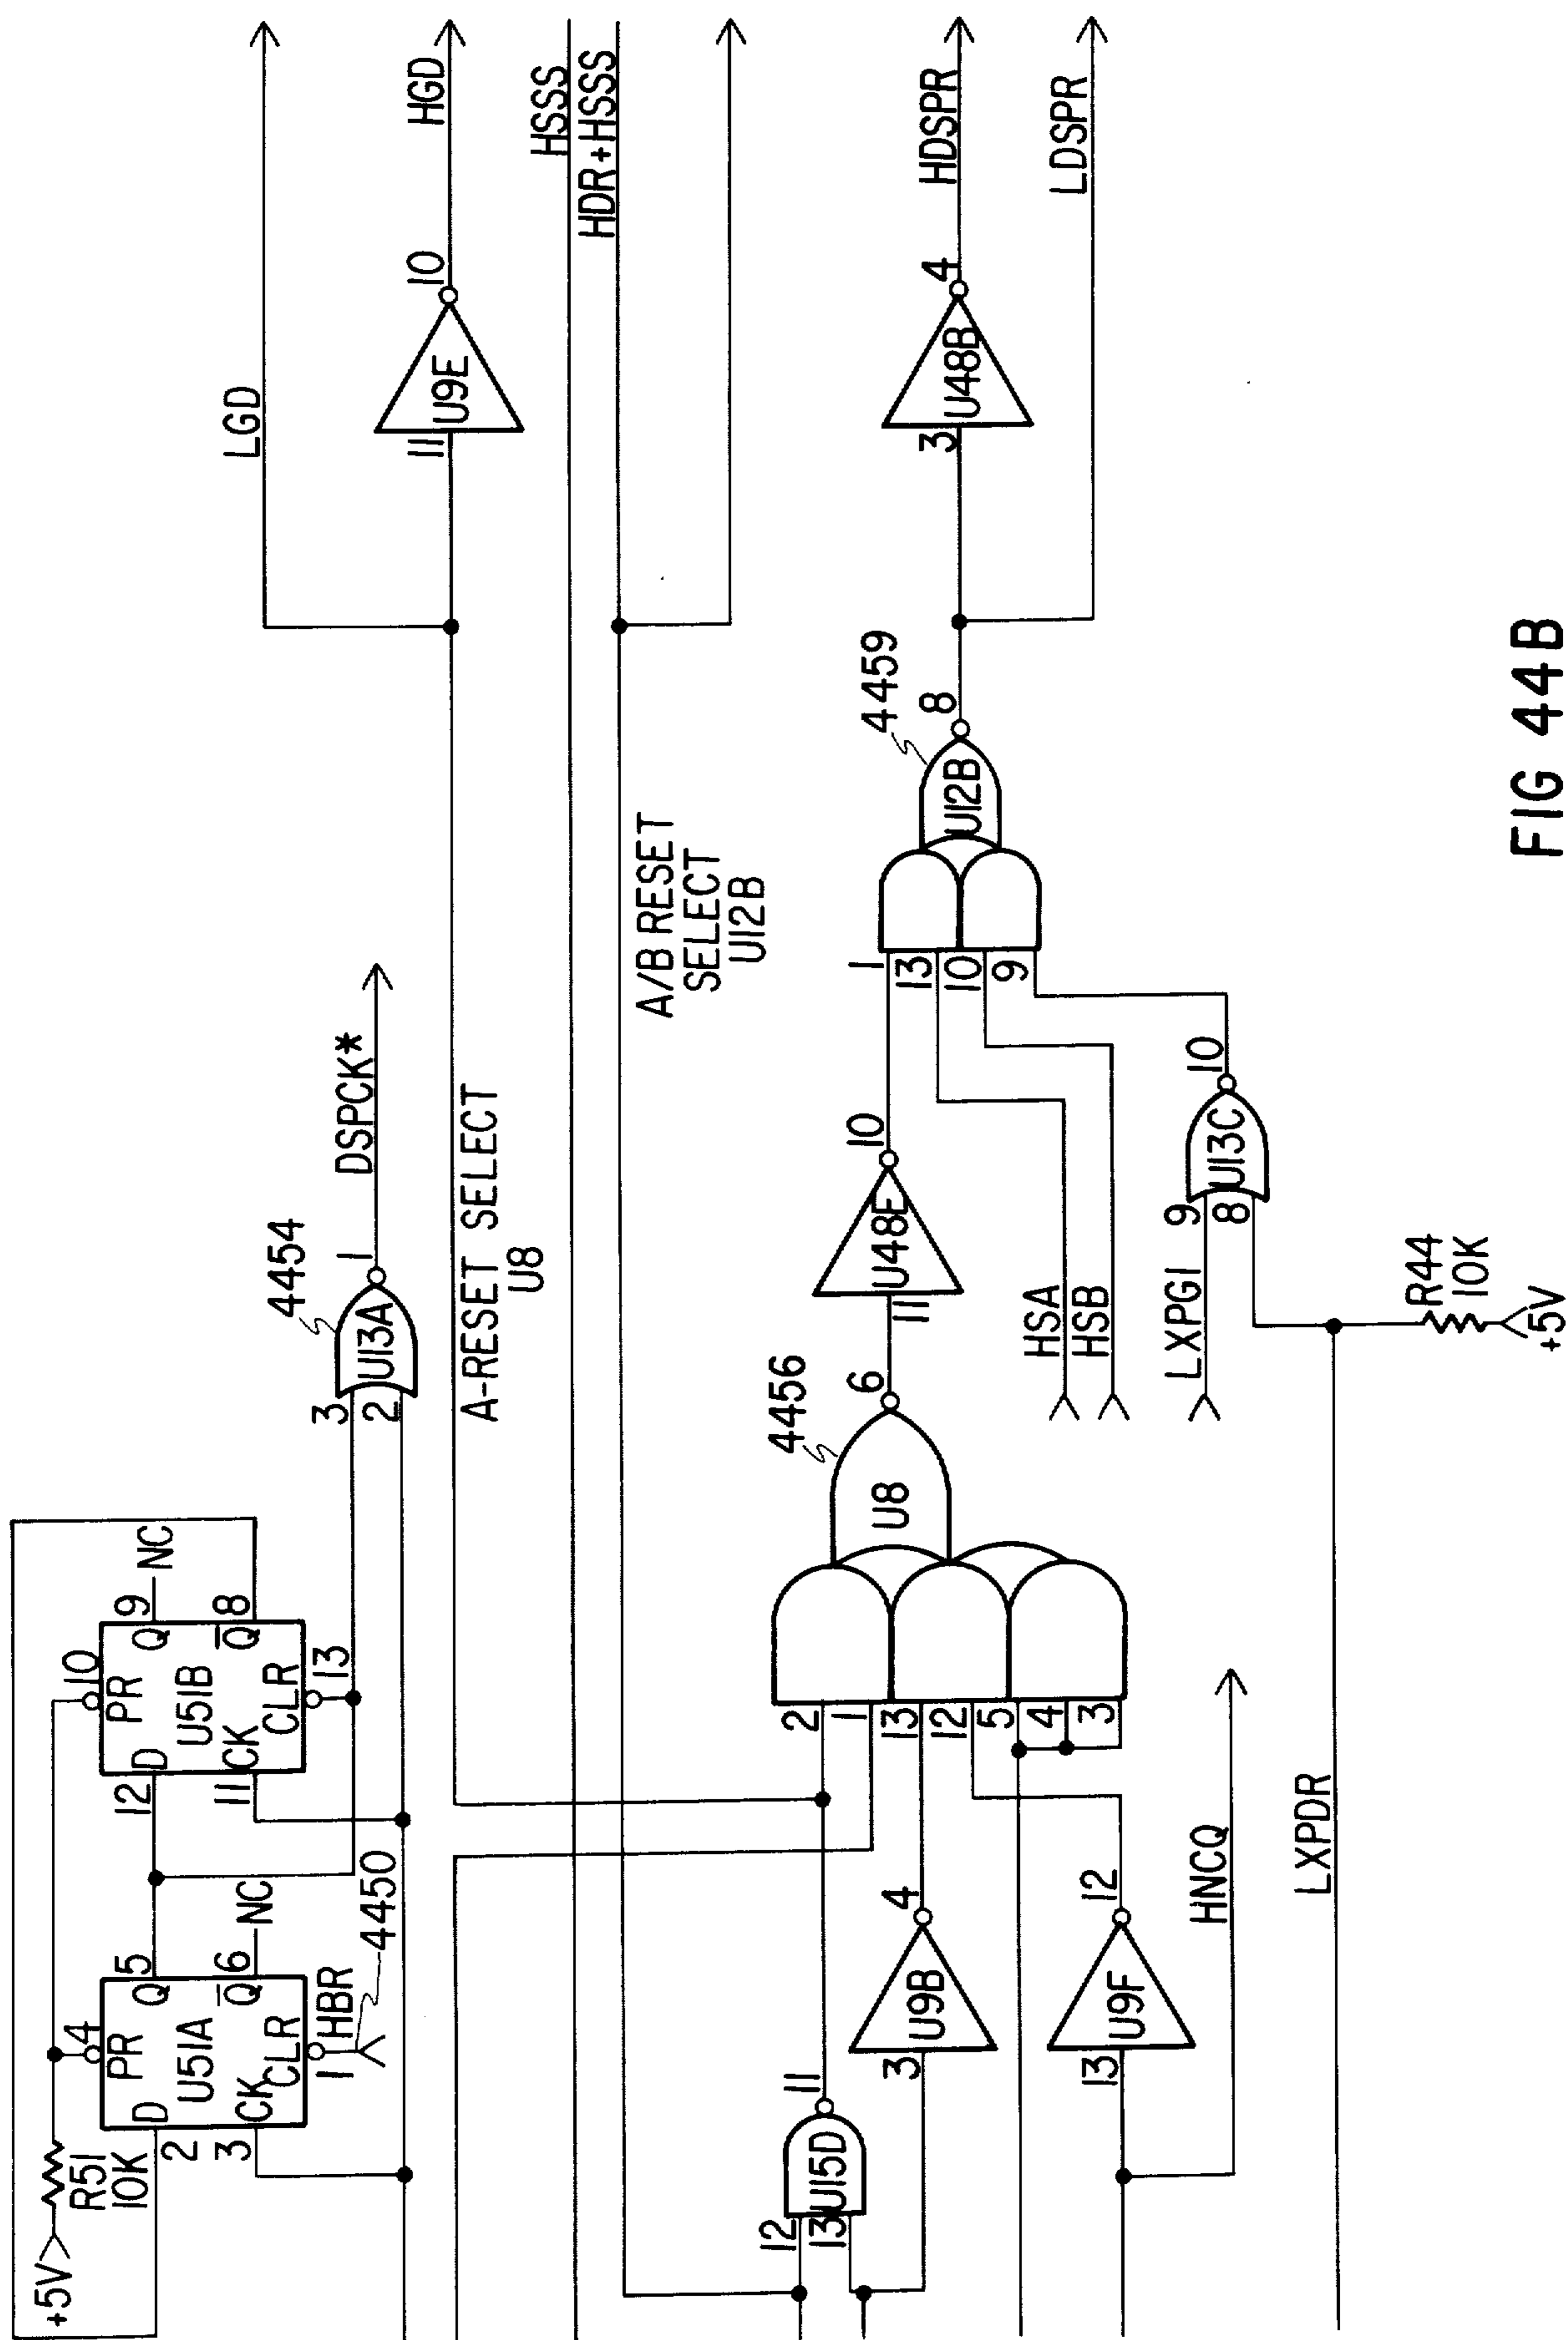 +5V
R51
10K
2
3
D
PR
4
U51A
CK
CLR
Q
5
Q
6
NC
1
HBR
4450
12
11
D
PR
10
U51B
CK
CLR
13
Q
9
NC
Q
8
3
2
U13A
4454
1
DSPCK*
LGD
11
U9E
10
HGD
A-RESET SELECT
U8
HSSS
HDR+HSSS
A/B RESET
SELECT
U12B
12
13
U15D
11
3
U9B
4
13
U9F
12
HNCQ
2
1
13
12
5
4
3
U8
4456
6
11
U48E
10
HSA
HSB
1
13
10
9
U12B
4459
8
3
U48B
4
HDSPR
LDSPR
LXPG1
9
8
U13C
10
LXPDR
R44
10K
+5V
FIG 44B